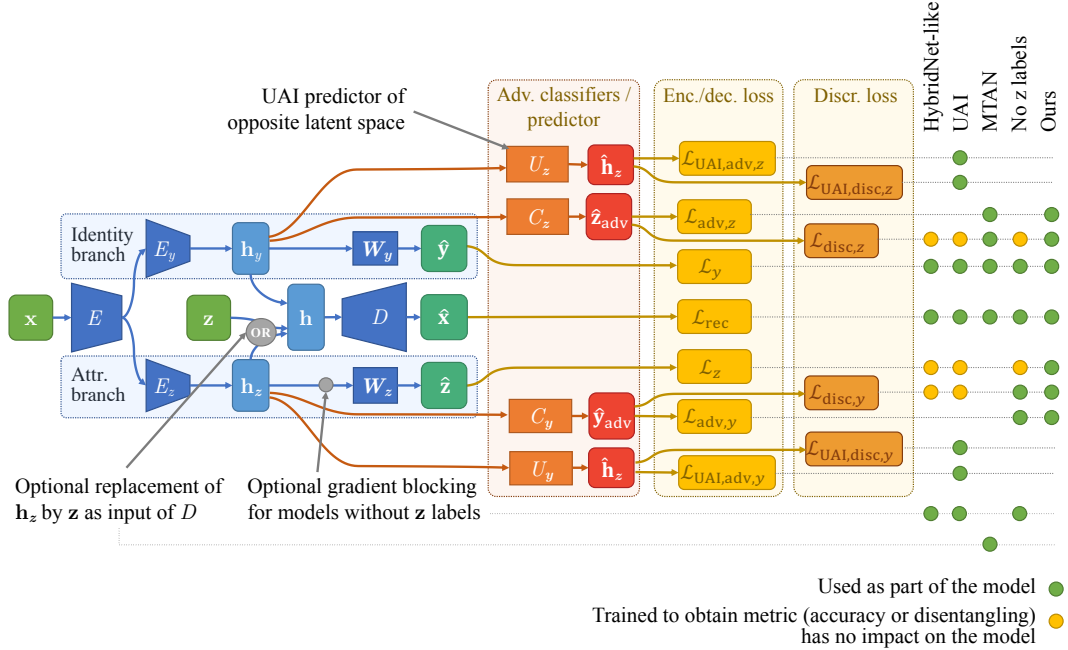 HybridNet-like
UAI
MTAN
No z labels
Ours
UAI predictor of
opposite latent space
Adv. classifiers /
predictor
Enc./dec. loss
Discr. loss
U_z
ĥ_z
ℒ_UAI,adv,z
ℒ_UAI,disc,z
C_z
ẑ_adv
ℒ_adv,z
ℒ_disc,z
Identity
branch
E_y
h_y
W_y
ŷ
ℒ_y
x
E
z
OR
h
D
x̂
ℒ_rec
Attr.
branch
E_z
h_z
W_z
ẑ
ℒ_z
ℒ_disc,y
C_y
ŷ_adv
ℒ_adv,y
ℒ_UAI,disc,y
U_y
ĥ_z
ℒ_UAI,adv,y
Optional replacement of
h_z by z as input of D
Optional gradient blocking
for models without z labels
Used as part of the model
Trained to obtain metric (accuracy or disentangling)
has no impact on the model